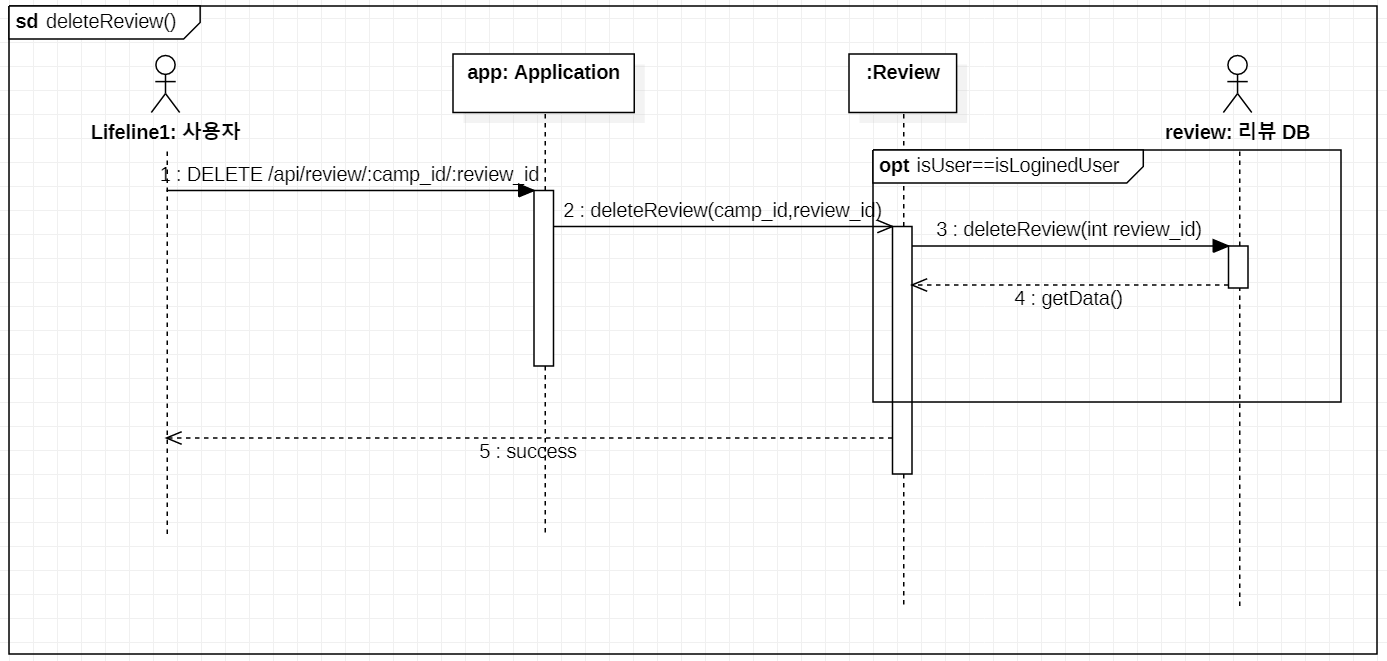 sd deleteReview()
app: Application
:Review
Lifeline1: 사용자
review: 리뷰 DB
opt isUser==isLoginedUser
1 : DELETE /api/review/:camp_id/:review_id
2 : deleteReview(camp_id,review_id)
3 : deleteReview(int review_id)
4 : getData()
5 : success